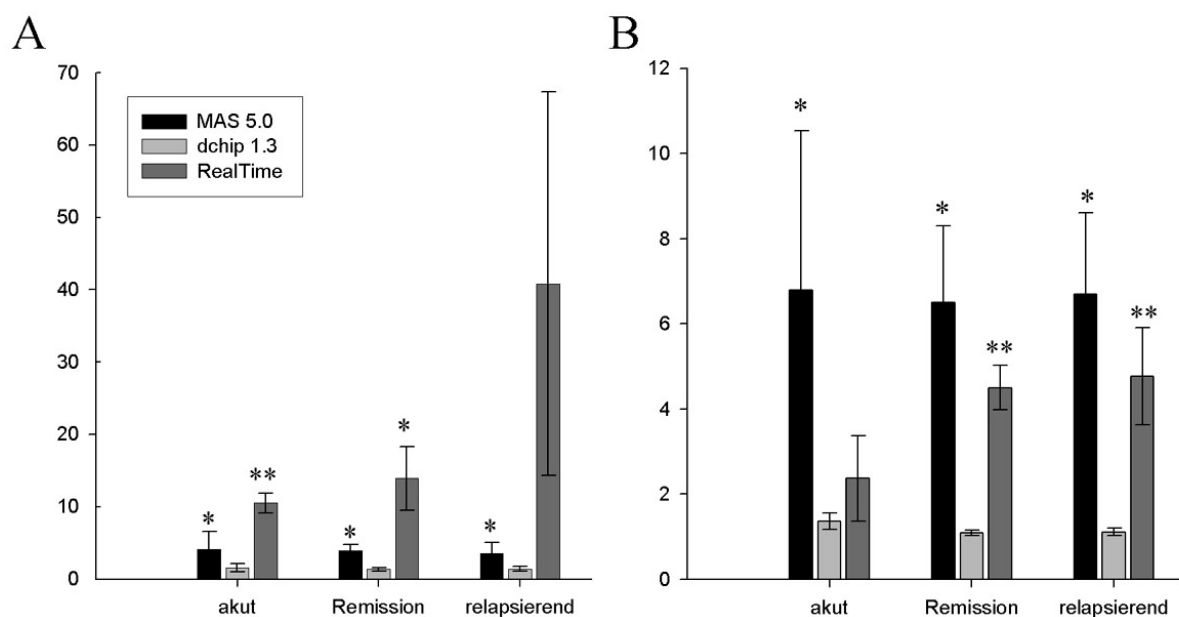 A
70
60
50
40
30
20
10
0
MAS 5.0
dchip 1.3
RealTime
*
**
*
*
*
akut
Remission
relapsierend
B
12
10
8
6
4
2
0
*
*
**
*
**
akut
Remission
relapsierend